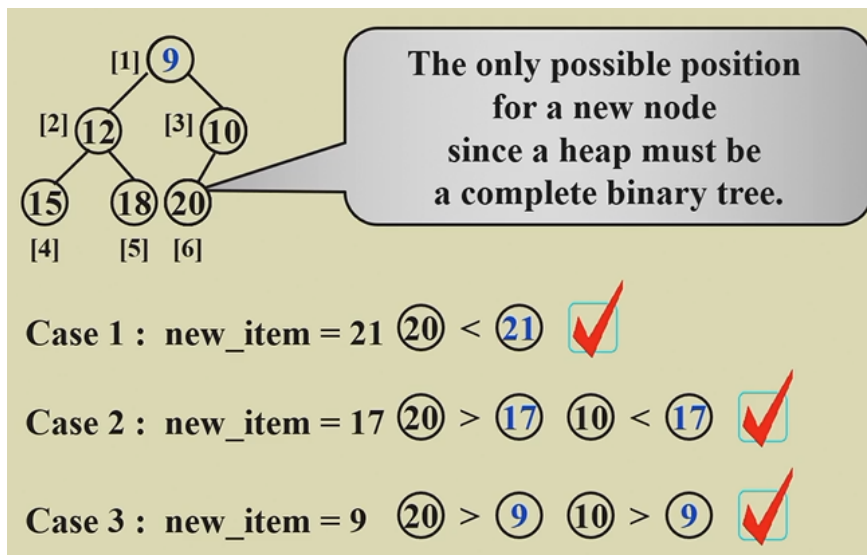 [1] 9
[2] 12 [3] 10
15 18 20
[4] [5] [6]
The only possible position
for a new node
since a heap must be
a complete binary tree.
Case 1 : new_item = 21 20 < 21
Case 2 : new_item = 17 20 > 17 10 < 17
Case 3 : new_item = 9 20 > 9 10 > 9